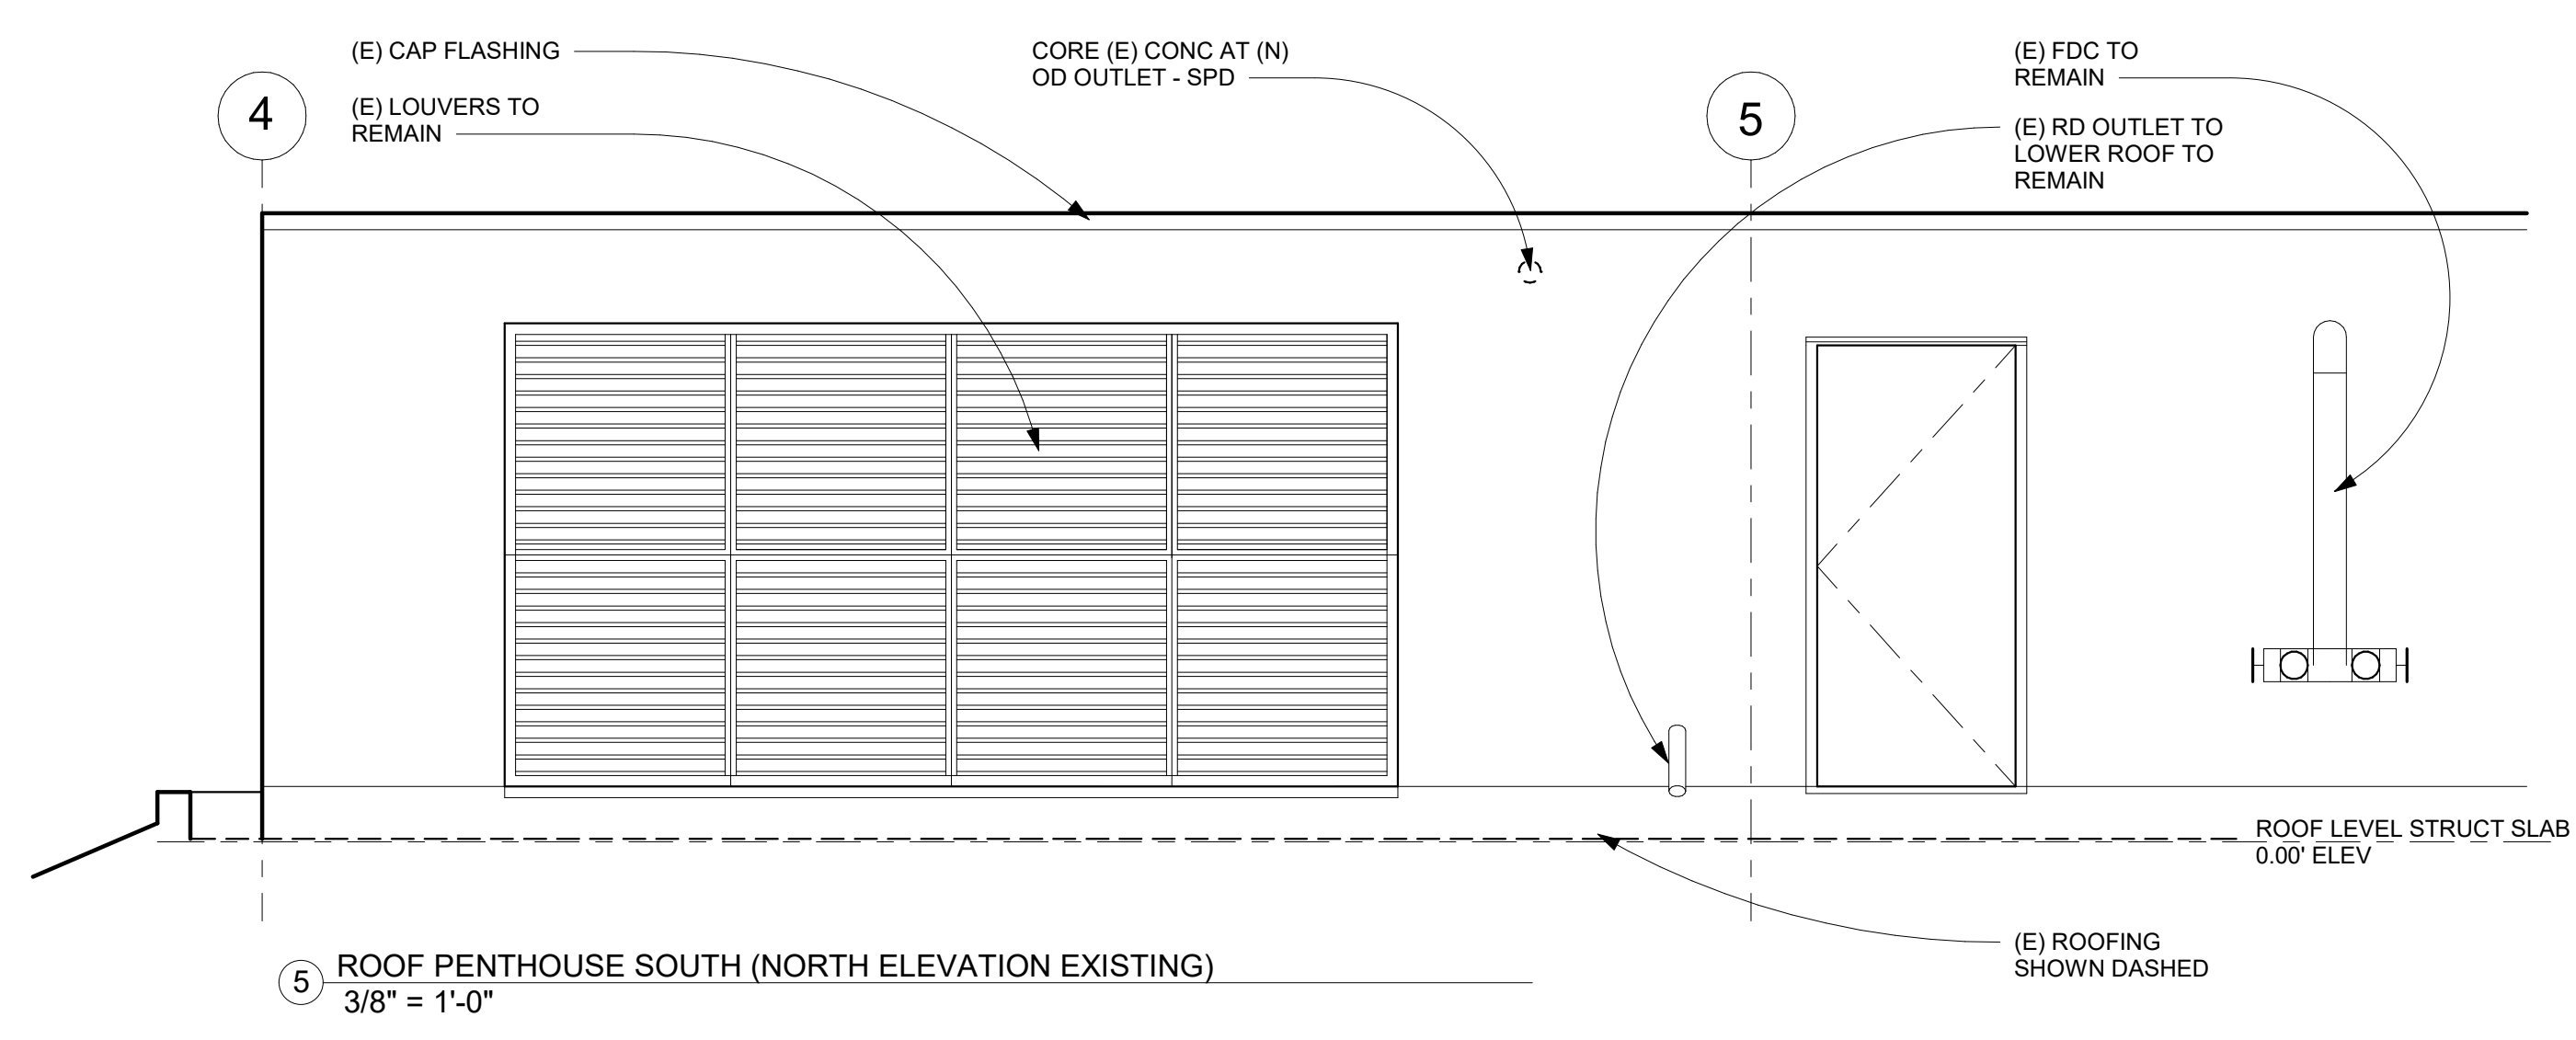 (E) CAP FLASHING
(E) LOUVERS TO
REMAIN
4
CORE (E) CONC AT (N)
OD OUTLET - SPD
5
(E) FDC TO
REMAIN
(E) RD OUTLET TO
LOWER ROOF TO
REMAIN
ROOF LEVEL STRUCT SLAB
0.00' ELEV
(E) ROOFING
SHOWN DASHED
5 ROOF PENTHOUSE SOUTH (NORTH ELEVATION EXISTING)
3/8" = 1'-0"